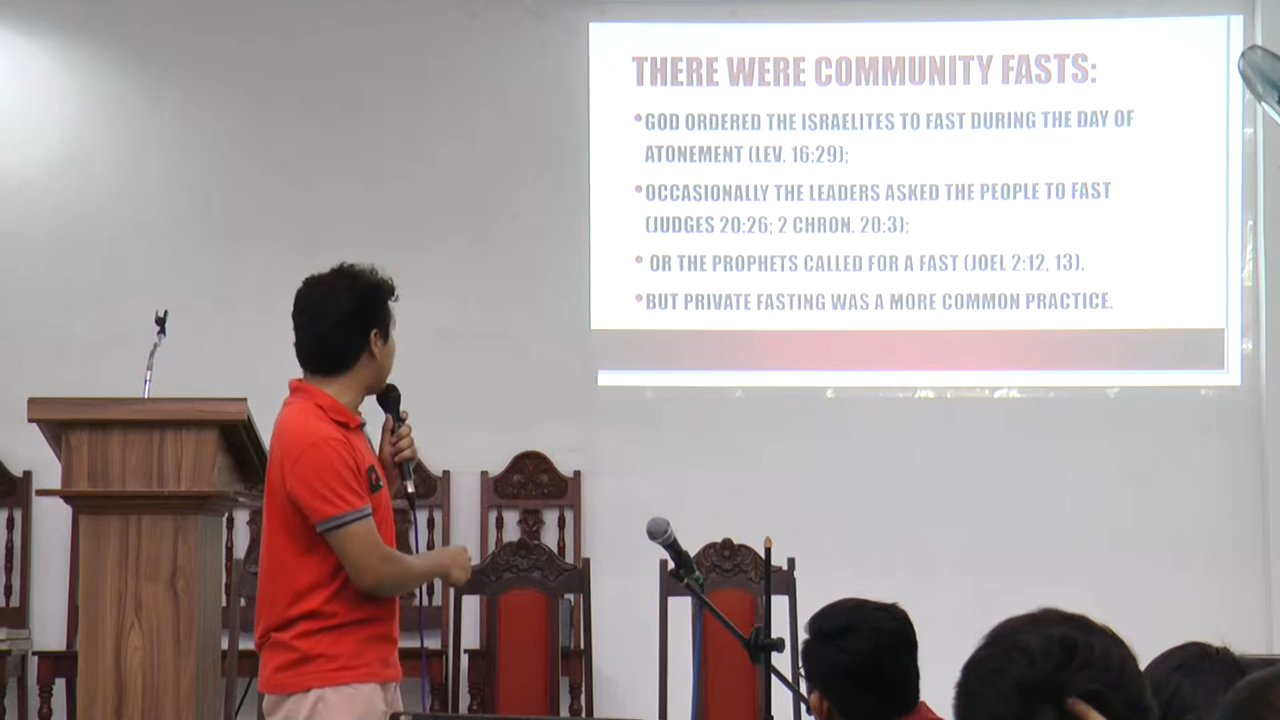 THERE WERE COMMUNITY FASTS:
•GOD ORDERED THE ISRAELITES TO FAST DURING THE DAY OF
ATONEMENT (LEV. 16:29);
•OCCASIONALLY THE LEADERS ASKED THE PEOPLE TO FAST
(JUDGES 20:26; 2 CHRON. 20:3);
• OR THE PROPHETS CALLED FOR A FAST (JOEL 2:12, 13).
•BUT PRIVATE FASTING WAS A MORE COMMON PRACTICE.